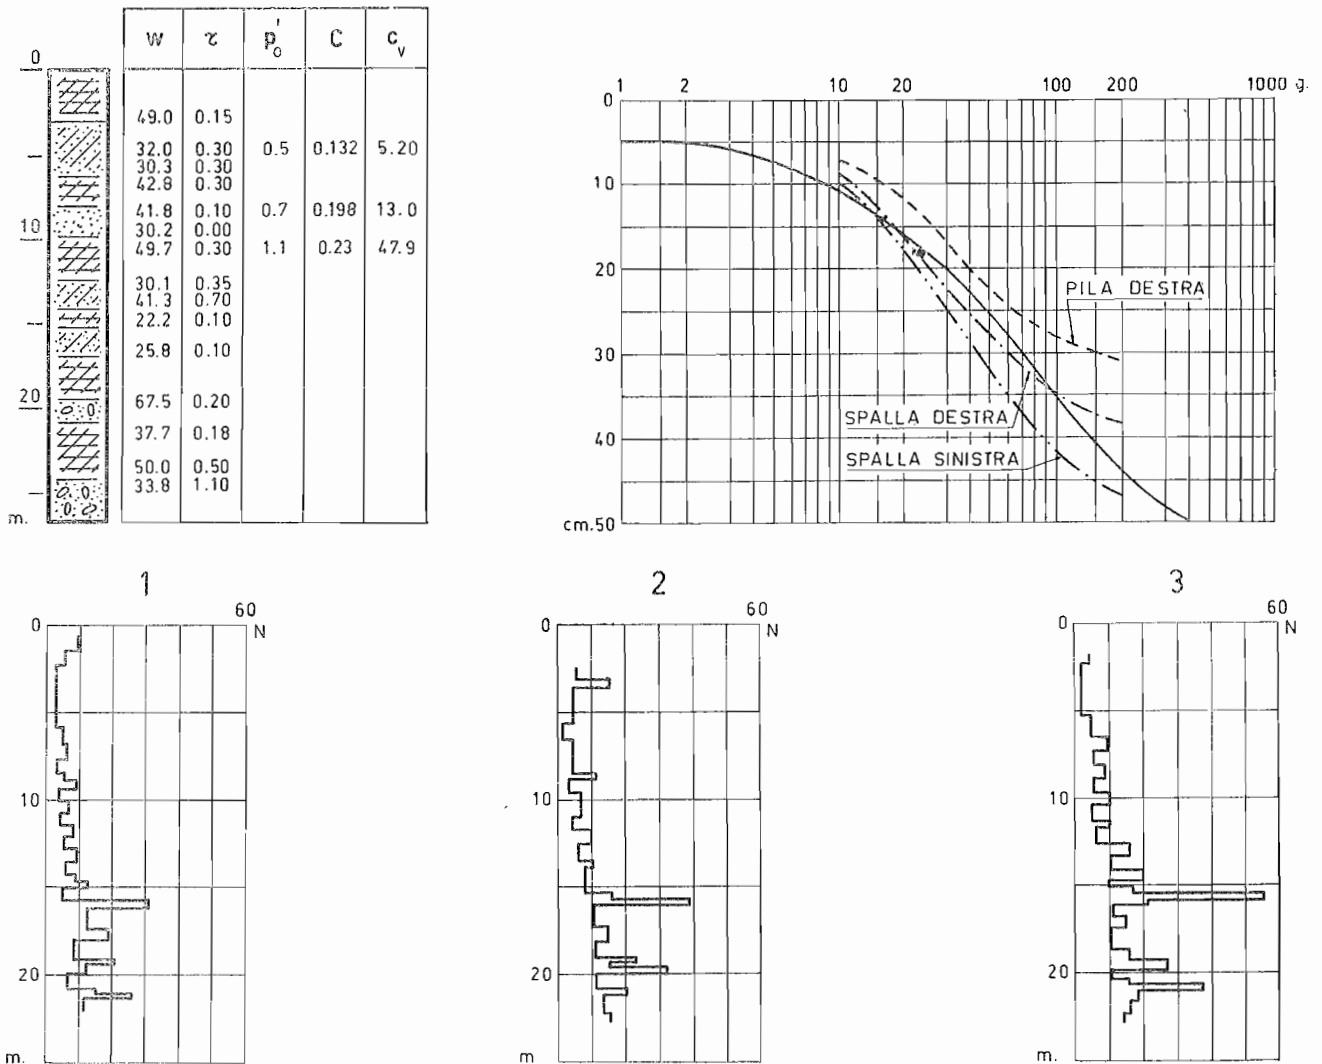 W τ p'₀ C cᵥ
0
49.0 0.15
32.0 0.30 0.5 0.132 5.20
30.3 0.30
42.8 0.30
41.8 0.10 0.7 0.198 13.0
10
30.2 0.00
49.7 0.30 1.1 0.23 47.9
30.1 0.35
41.3 0.70
22.2 0.10
25.8 0.10
20
67.5 0.20
37.7 0.18
50.0 0.50
33.8 1.10
m.
1 2 10 20 100 200 1000 g.
0
10
20
30
40
cm.50
PILA DESTRA
SPALLA DESTRA
SPALLA SINISTRA
1
60
N
0
10
20
m.
2
60
N
0
10
20
m
3
60
N
0
10
20
m.